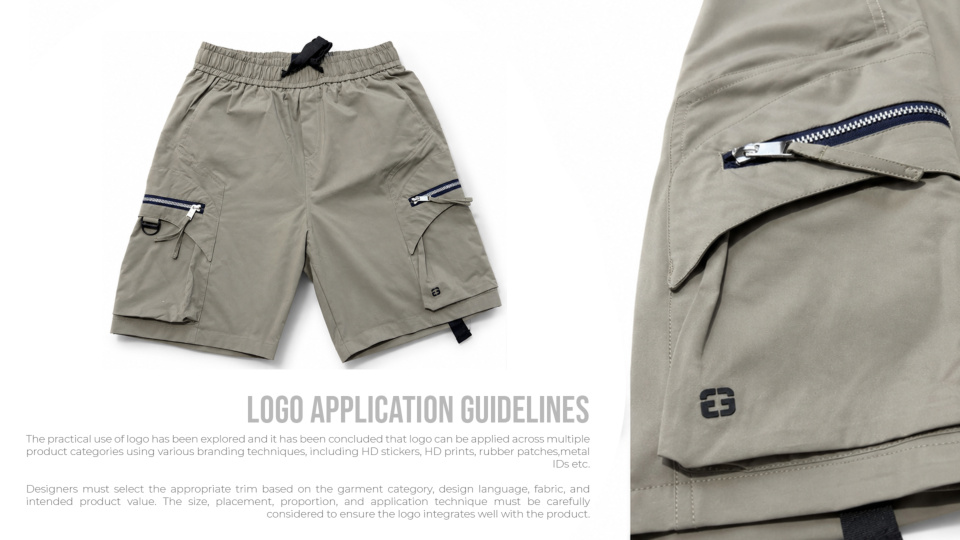 LOGO APPLICATION GUIDELINES
The practical use of logo has been explored and it has been concluded that logo can be applied across multiple
product categories using various branding techniques, including HD stickers, HD prints, rubber patches,metal
IDs etc.
Designers must select the appropriate trim based on the garment category, design language, fabric, and
intended product value. The size, placement, proportion, and application technique must be carefully
considered to ensure the logo integrates well with the product.